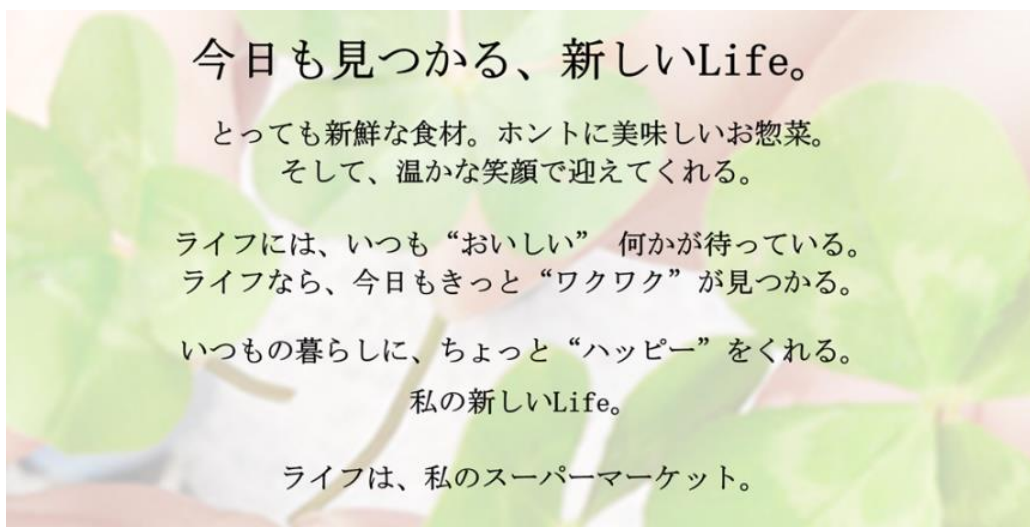 今日も見つかる、新しいLife。
とっても新鮮な食材。ホントに美味しいお惣菜。
そして、温かな笑顔で迎えてくれる。
ライフには、いつも“おいしい” 何かが待っている。
ライフなら、今日もきっと“ワクワク”が見つかる。
いつもの暮らしに、ちょっと“ハッピー”をくれる。
私の新しいLife。
ライフは、私のスーパーマーケット。